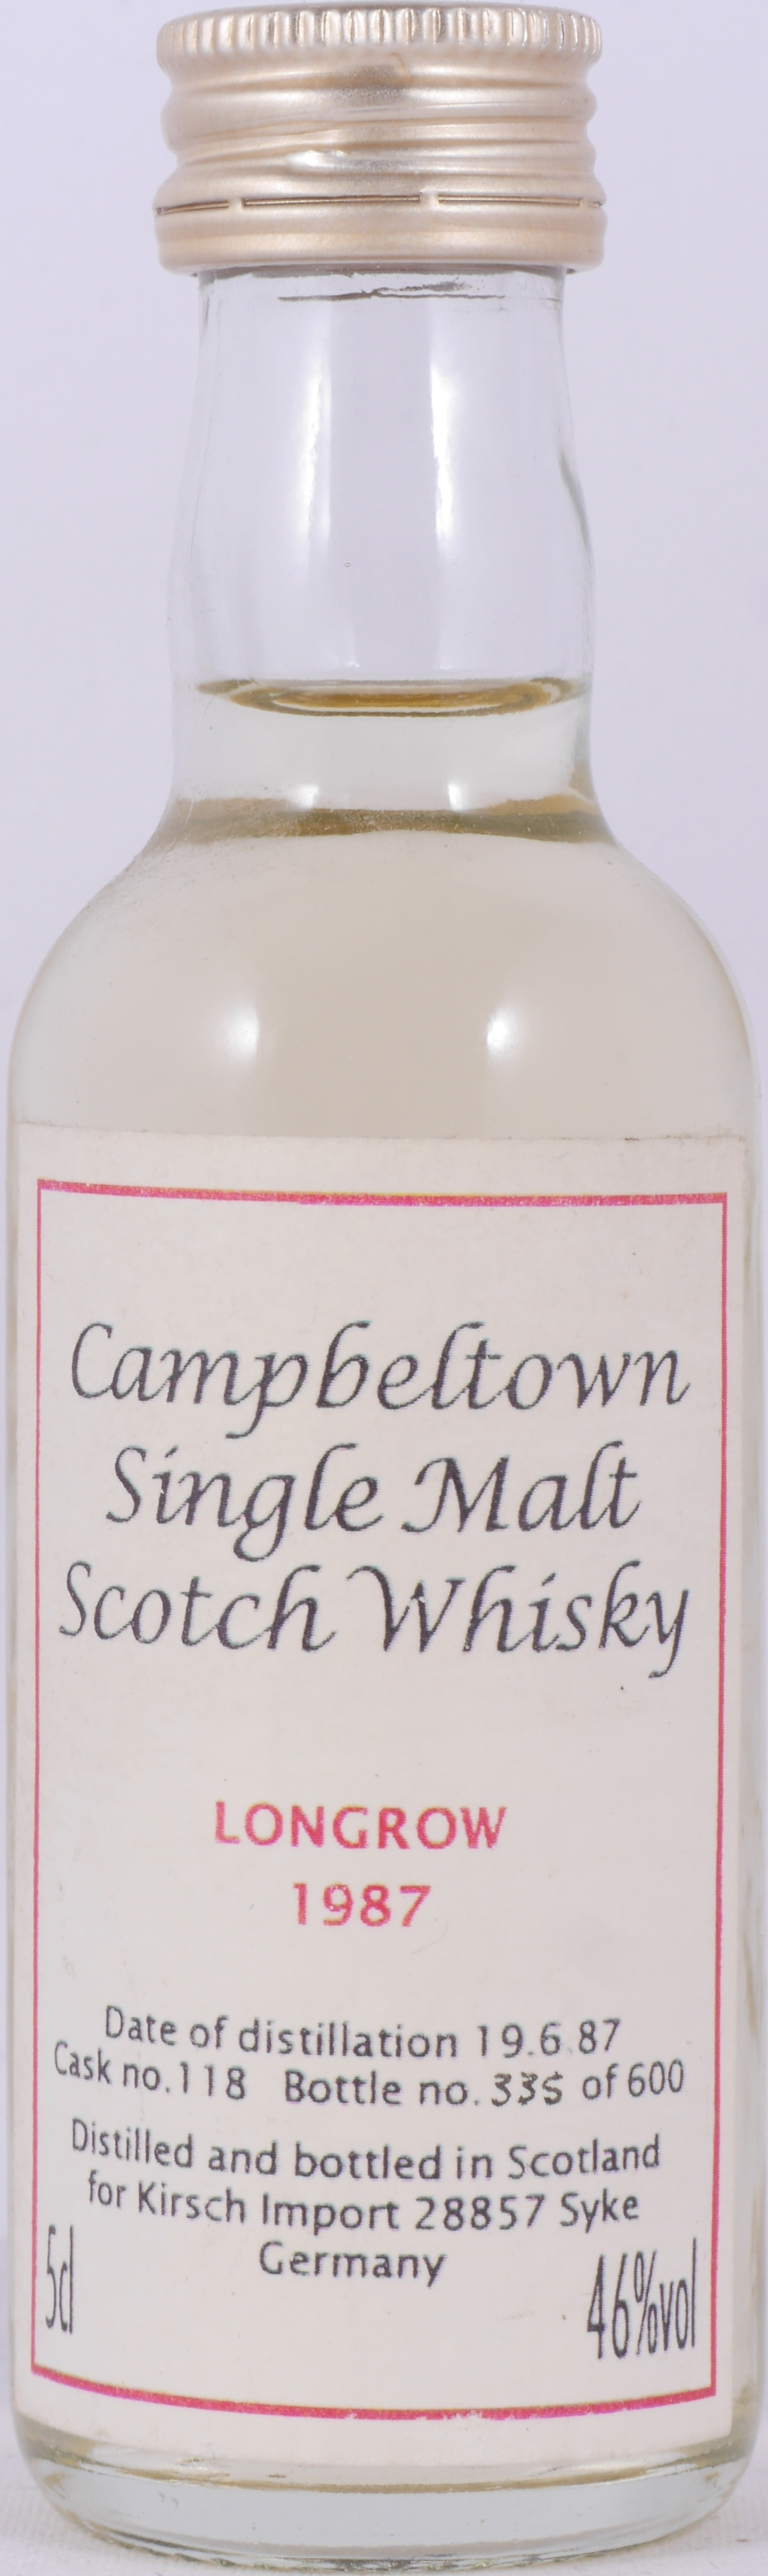 Campbeltown
Single Malt
Scotch Whisky
LONGROW
1987
Date of distillation 19.6.87
Cask no.118 Bottle no. 335 of 600
Distilled and bottled in Scotland
for Kirsch Import 28857 Syke
Germany
5cl 46%vol